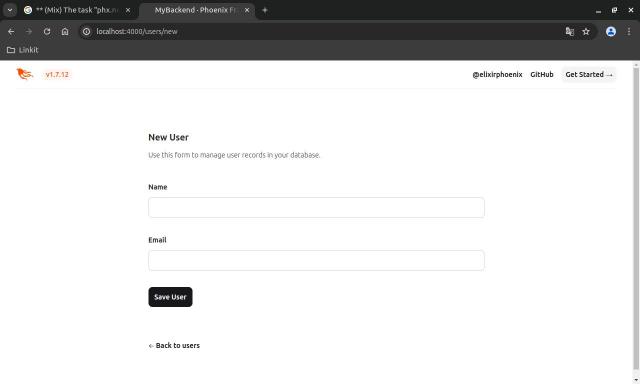 ** (Mix) The task "phx.n
MyBackend · Phoenix Fr
localhost:4000/users/new
Linkit
v1.7.12
@elixirphoenix
GitHub
Get Started →
New User
Use this form to manage user records in your database.
Name
Email
Save User
← Back to users